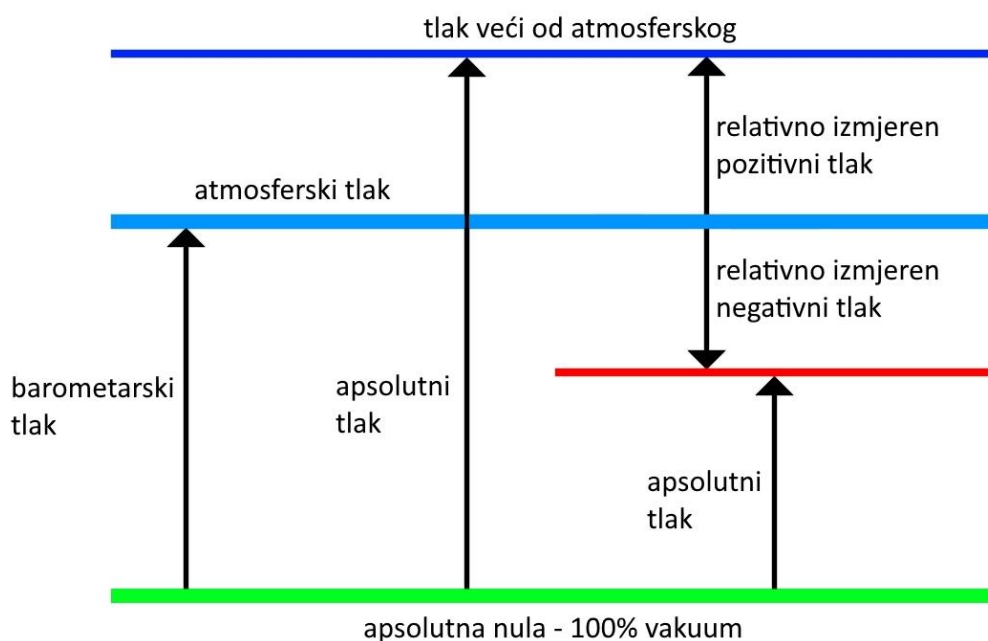 tlak veći od atmosferskog
relativno izmjeren
pozitivni tlak
atmosferski tlak
relativno izmjeren
negativni tlak
barometarski
tlak
apsolutni
tlak
apsolutni
tlak
apsolutna nula - 100% vakuum